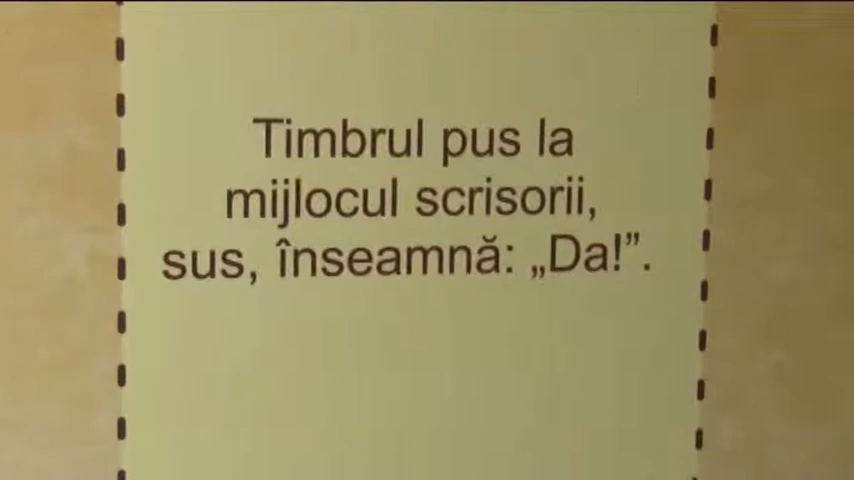 Timbrul pus la
mijlocul scrisorii,
sus, înseamnă: „Da!”.